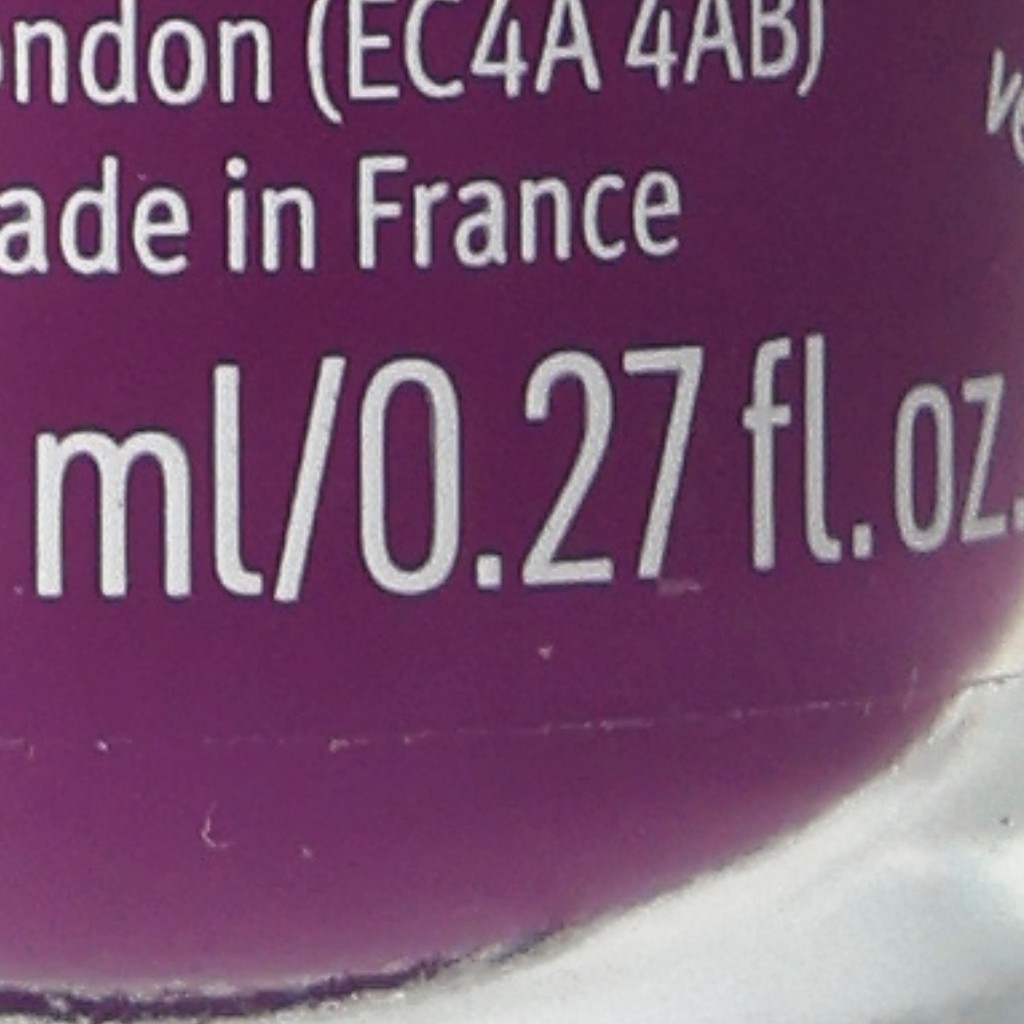 ondon (EC4A 4AB)
ade in France
ml/0.27 fl. oz.